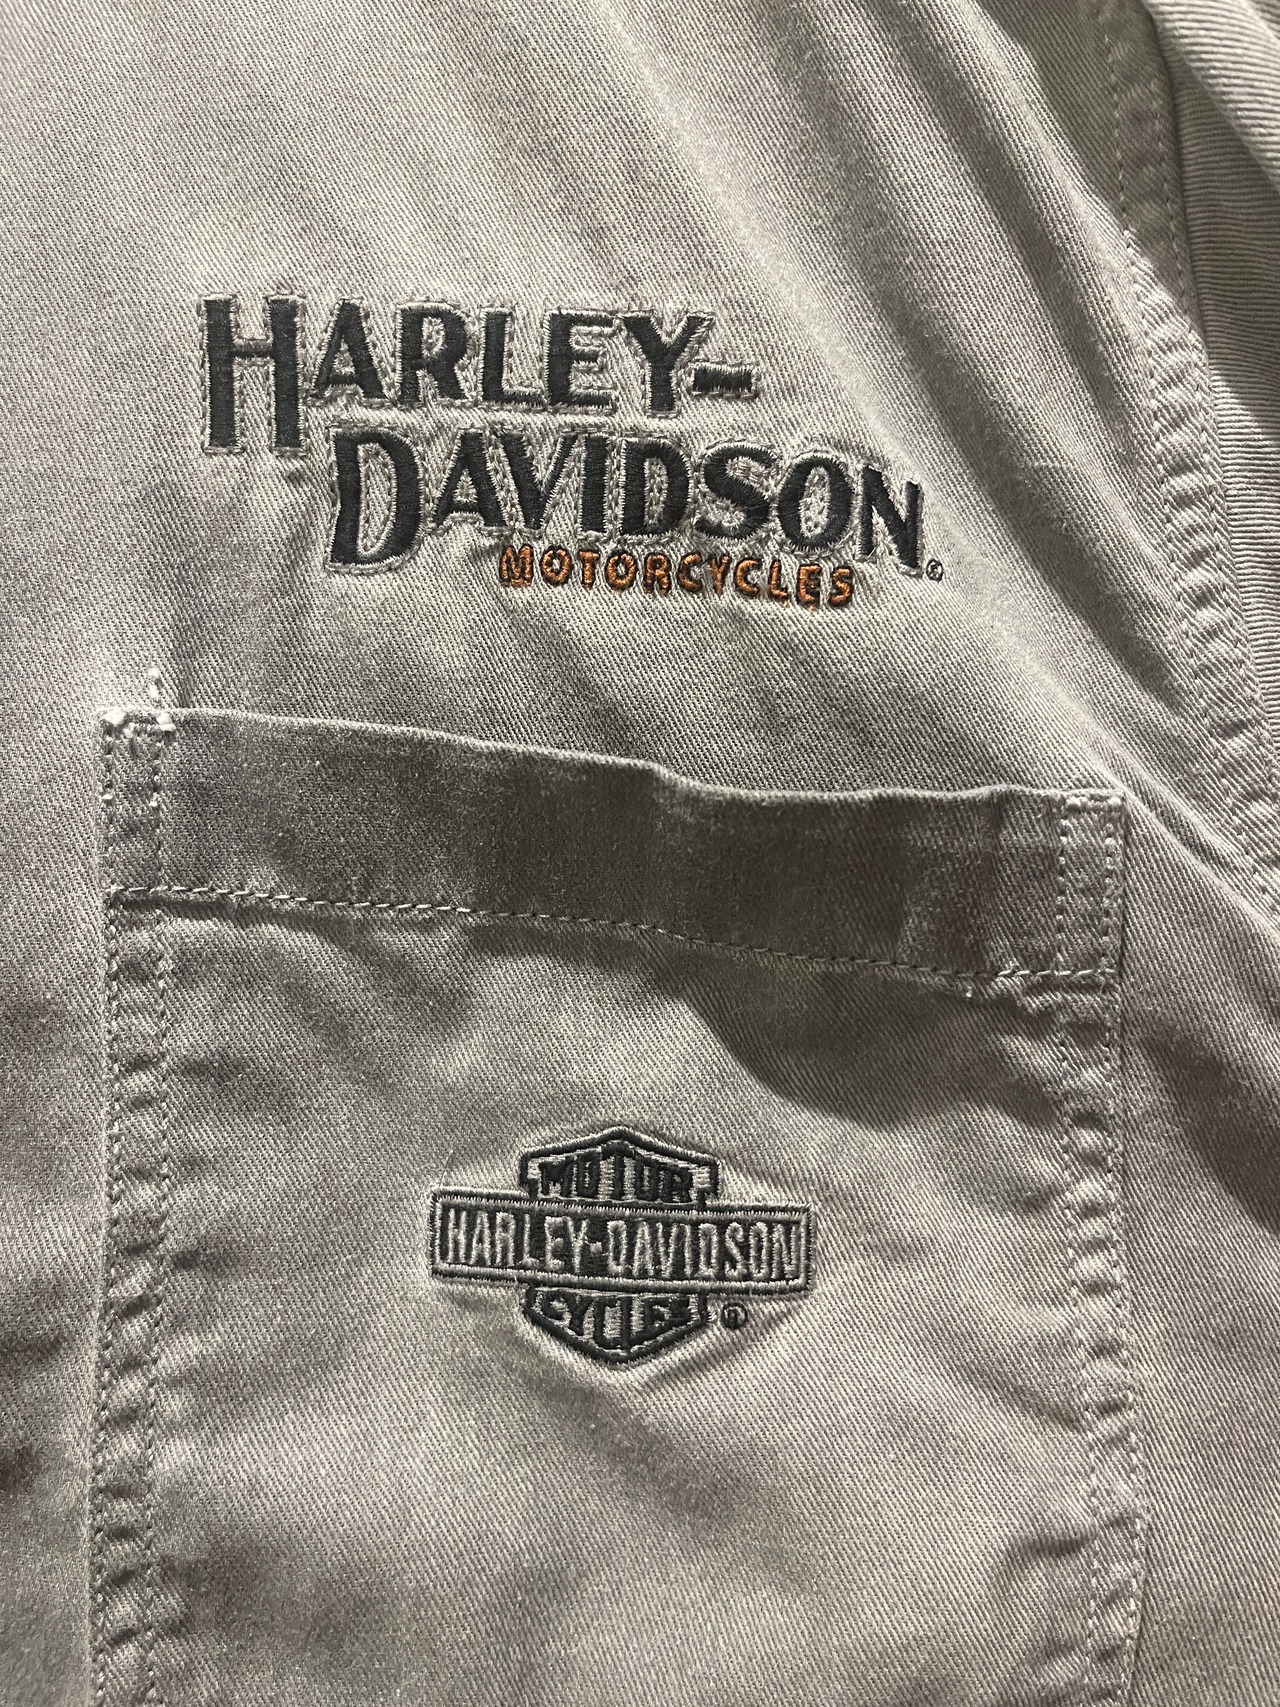 HARLEY-
DAVIDSON®
MOTORCYCLES
MOTOR
HARLEY-DAVIDSON
CYCLES®